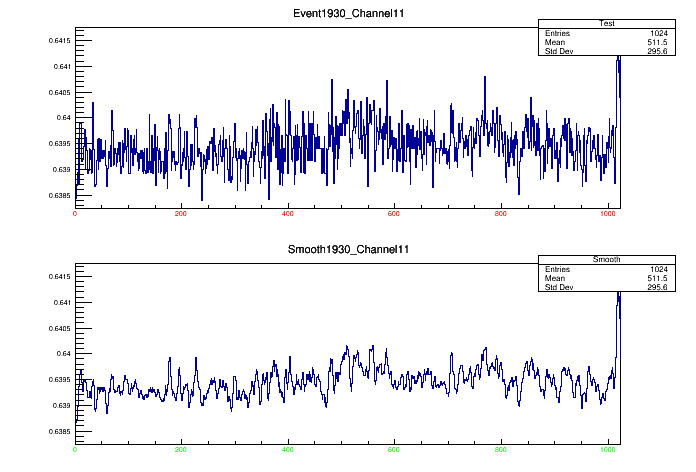 Event1930_Channel11
Test
Entries 1024
Mean 511.5
Std Dev 295.6
0.6415
0.641
0.6405
0.64
0.6395
0.639
0.6385
0 200 400 600 800 1000
Smooth1930_Channel11
Smooth
Entries 1024
Mean 511.5
Std Dev 295.6
0.6415
0.641
0.6405
0.64
0.6395
0.639
0.6385
0 200 400 600 800 1000